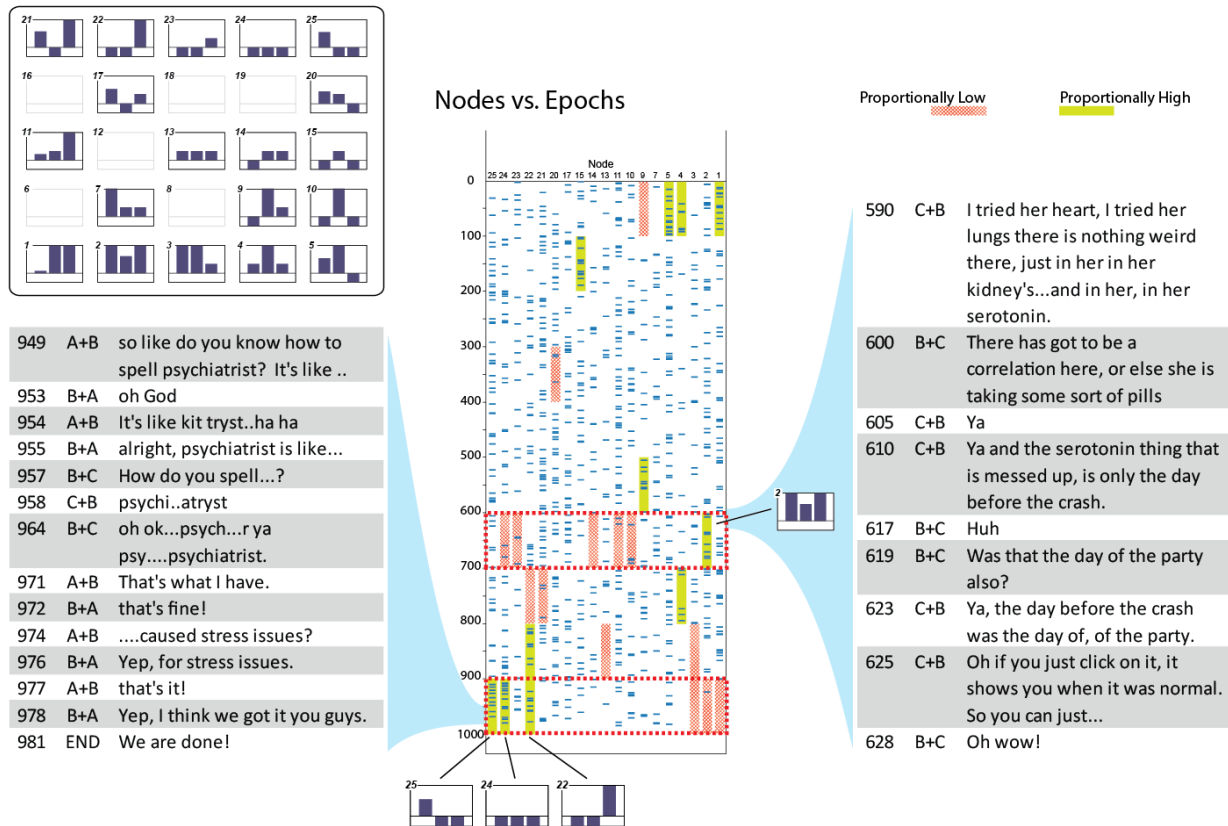 21 22 23 24 25
16 17 18 19 20
11 12 13 14 15
6 7 8 9 10
1 2 3 4 5
949 A+B so like do you know how to
spell psychiatrist? It's like ..
953 B+A oh God
954 A+B It's like kit tryst..ha ha
955 B+A alright, psychiatrist is like...
957 B+C How do you spell...?
958 C+B psychi..atryst
964 B+C oh ok...psych...r ya
psy....psychiatrist.
971 A+B That's what I have.
972 B+A that's fine!
974 A+B ....caused stress issues?
976 B+A Yep, for stress issues.
977 A+B that's it!
978 B+A Yep, I think we got it you guys.
981 END We are done!
Nodes vs. Epochs
Node
25 24 23 22 21 20 17 15 14 13 11 10 9 7 5 4 3 2 1
0
100
200
300
400
500
600
700
800
900
1000
2
25 24 22
Proportionally Low Proportionally High
590 C+B I tried her heart, I tried her
lungs there is nothing weird
there, just in her in her
kidney's...and in her, in her
serotonin.
600 B+C There has got to be a
correlation here, or else she is
taking some sort of pills
605 C+B Ya
610 C+B Ya and the serotonin thing that
is messed up, is only the day
before the crash.
617 B+C Huh
619 B+C Was that the day of the party
also?
623 C+B Ya, the day before the crash
was the day of, of the party.
625 C+B Oh if you just click on it, it
shows you when it was normal.
So you can just...
628 B+C Oh wow!